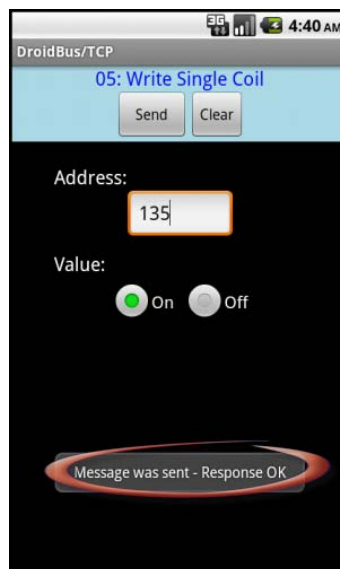 3G 4:40 AM
DroidBus/TCP
05: Write Single Coil
Send Clear
Address:
135
Value:
On Off
Message was sent - Response OK